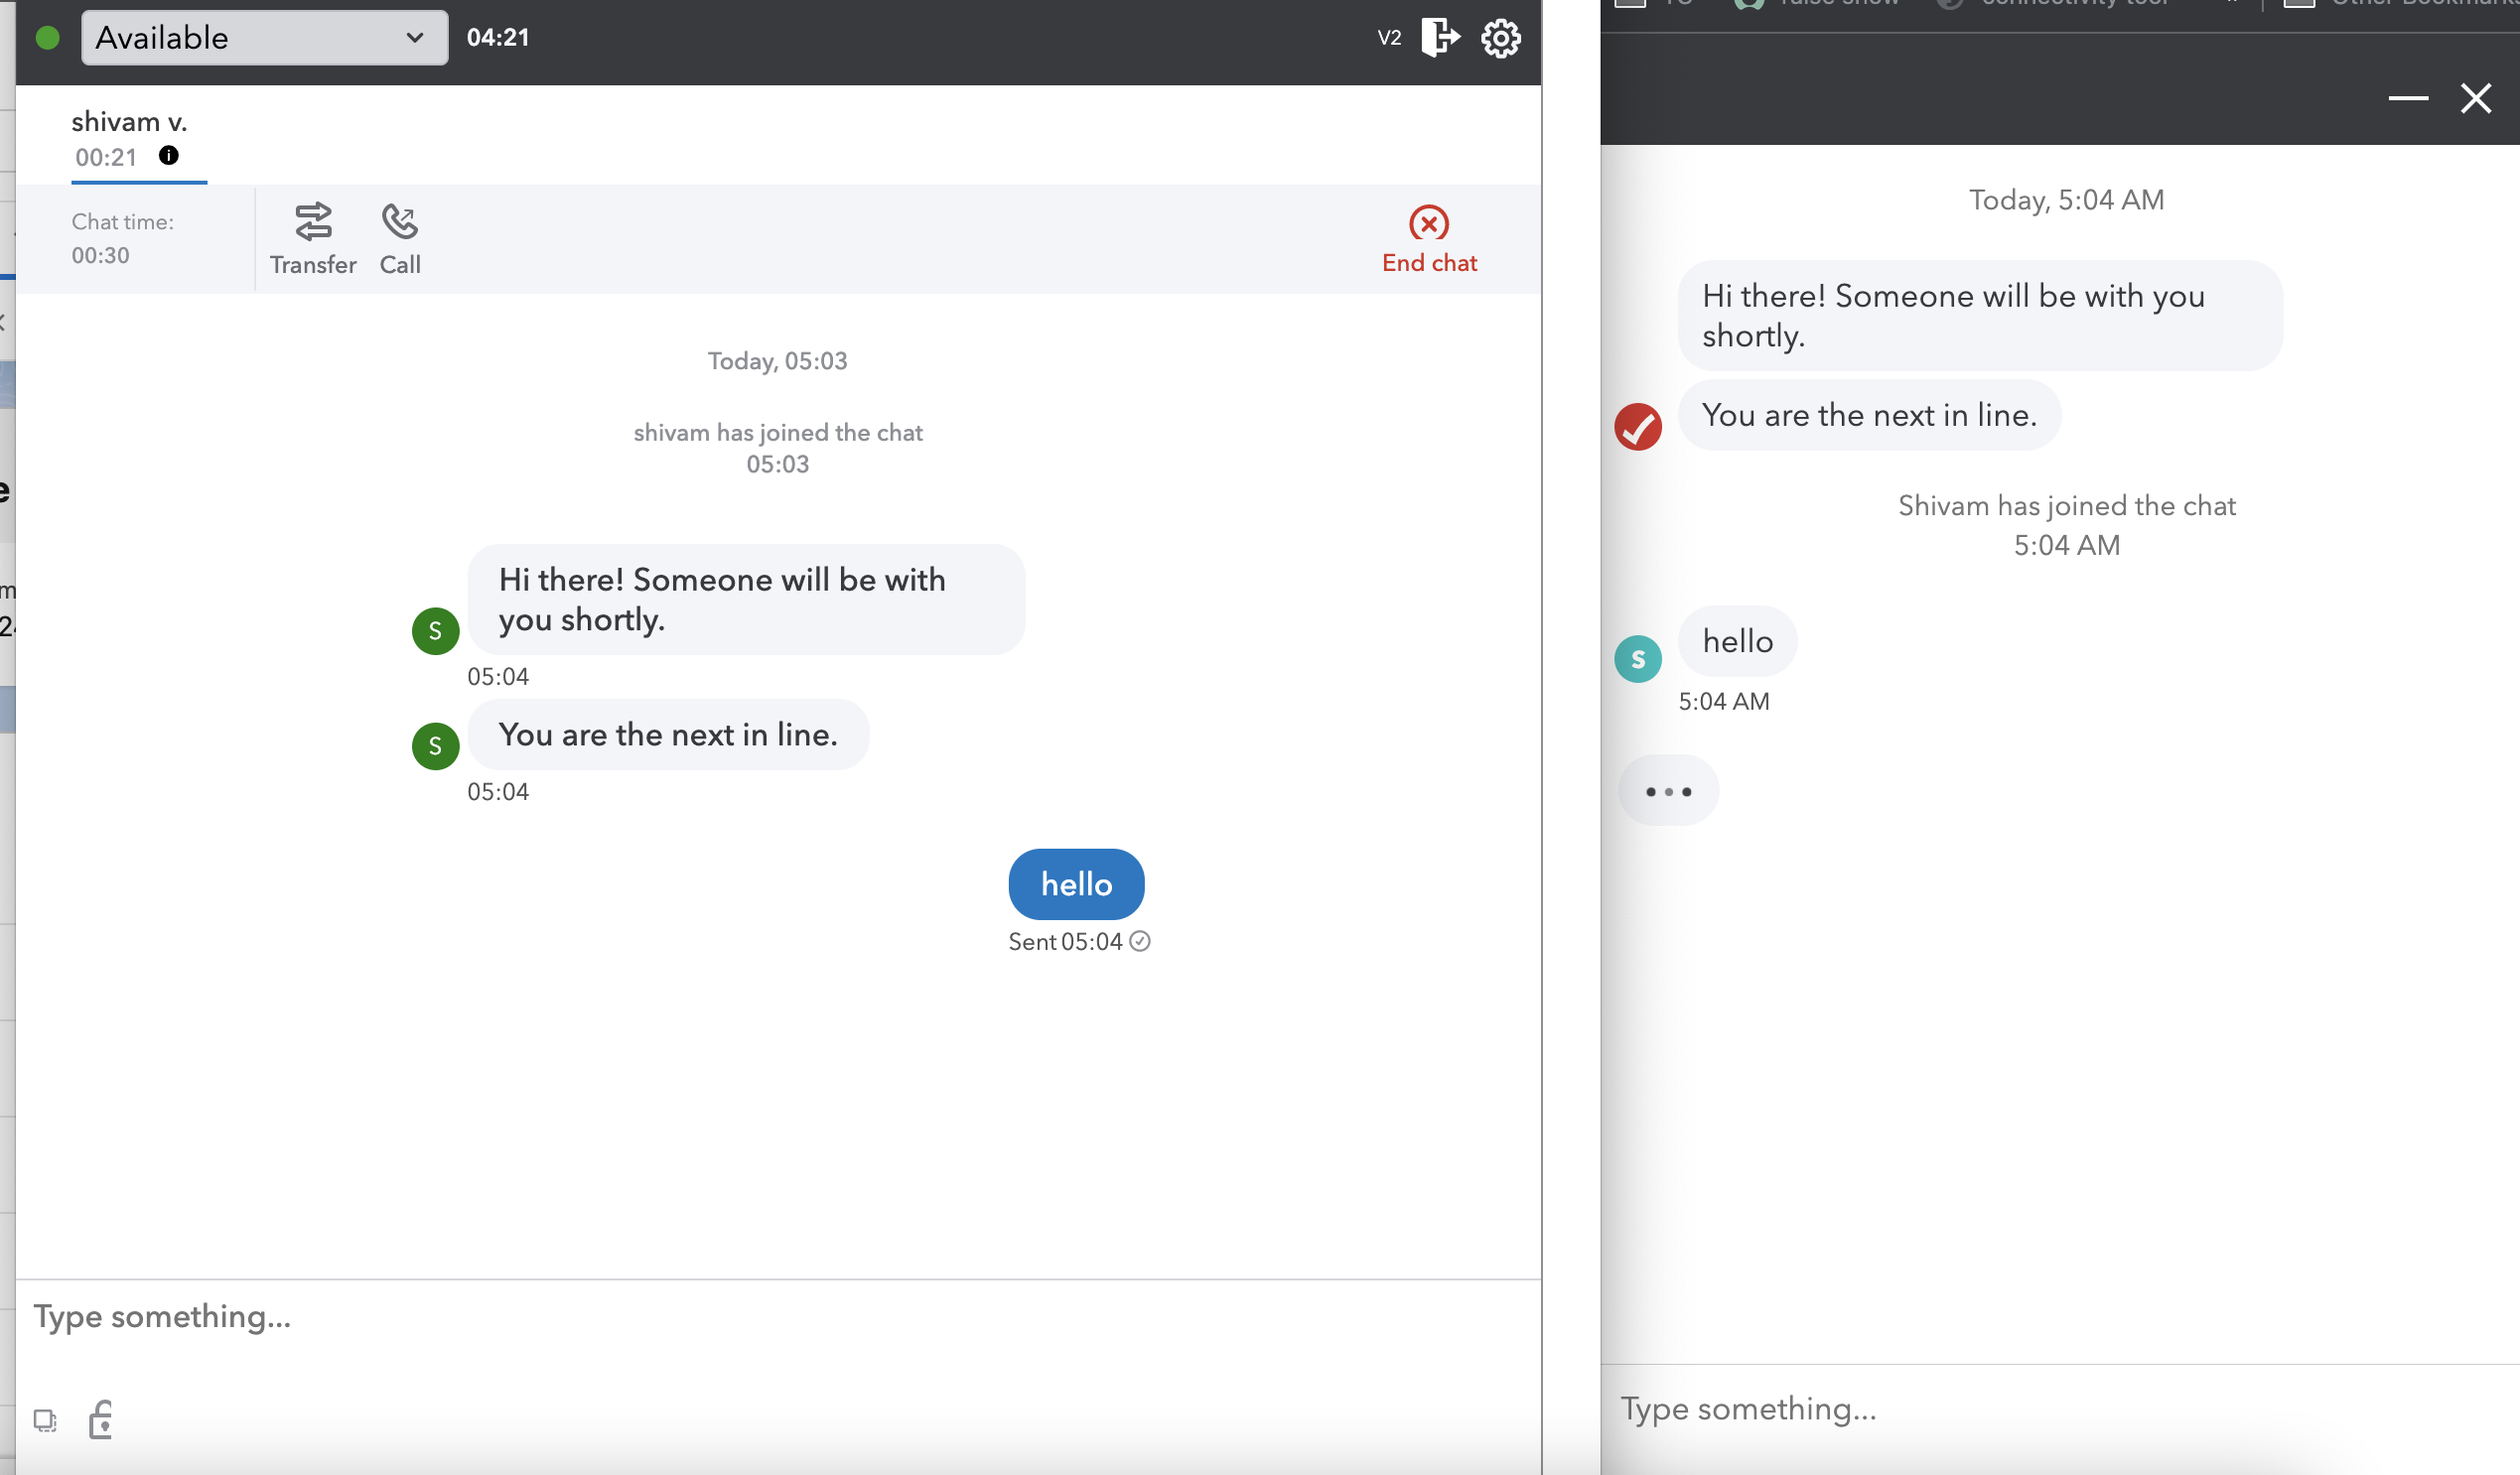 Available
04:21
V2
shivam v.
00:21
Chat time:
00:30
Transfer
Call
End chat
Today, 05:03
shivam has joined the chat
05:03
Hi there! Someone will be with
you shortly.
S
05:04
You are the next in line.
S
05:04
hello
Sent 05:04
Type something...
Today, 5:04 AM
Hi there! Someone will be with you
shortly.
You are the next in line.
Shivam has joined the chat
5:04 AM
hello
S
5:04 AM
Type something...